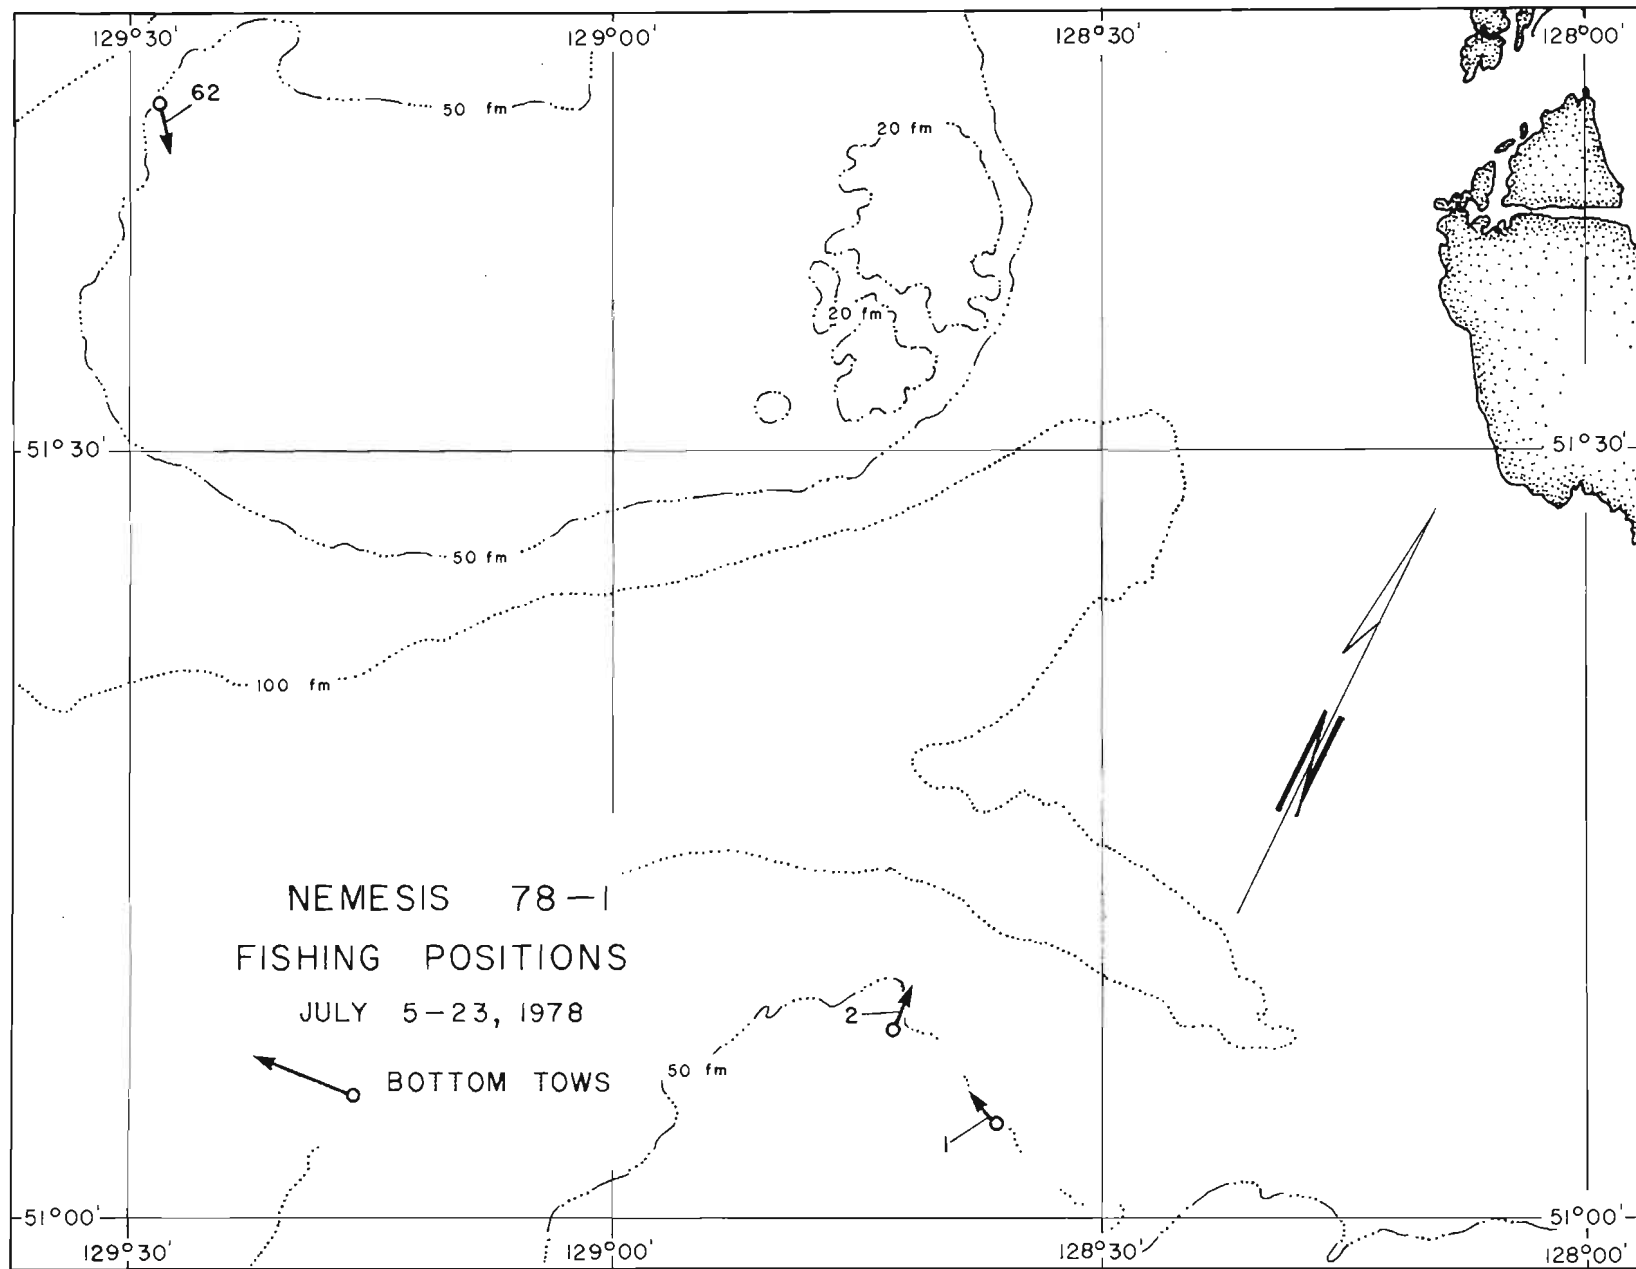 129°30' 129°00' 128°30' 128°00'
62
50 fm
20 fm
20 fm
51°30' 51°30'
50 fm
100 fm
NEMESIS 78-1
FISHING POSITIONS
JULY 5-23, 1978
BOTTOM TOWS
2
50 fm
1
51°00' 51°00'
129°30' 129°00' 128°30' 128°00'